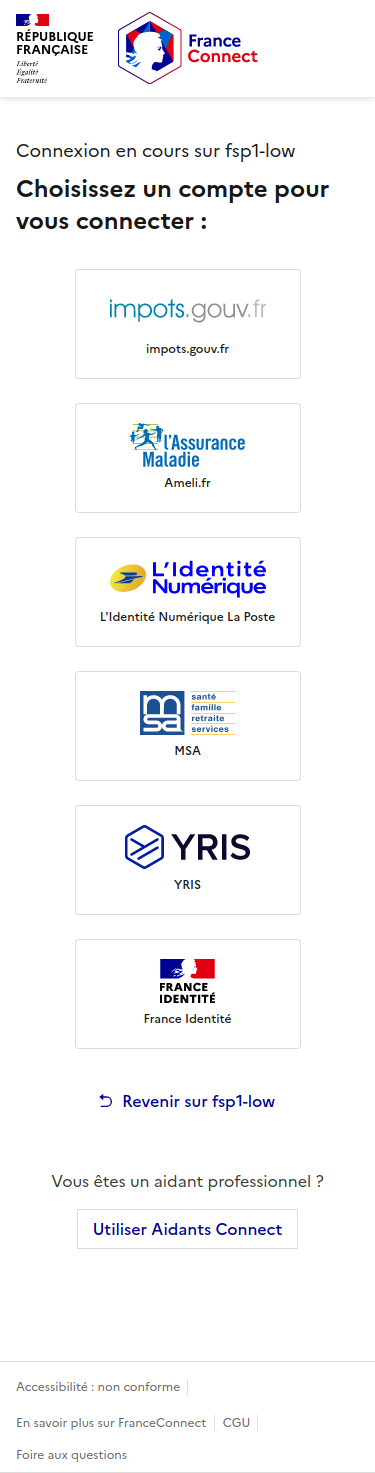 RÉPUBLIQUE
FRANÇAISE
Liberté
Égalité
Fraternité
France
Connect
Connexion en cours sur fsp1-low
Choisissez un compte pour
vous connecter :
impots.gouv.fr
impots.gouv.fr
l'Assurance
Maladie
Ameli.fr
L'Identité
Numérique
L'Identité Numérique La Poste
msa
santé
famille
retraite
services
MSA
YRIS
YRIS
FRANCE
IDENTITÉ
France Identité
Revenir sur fsp1-low
Vous êtes un aidant professionnel ?
Utiliser Aidants Connect
Accessibilité : non conforme
En savoir plus sur FranceConnect CGU
Foire aux questions